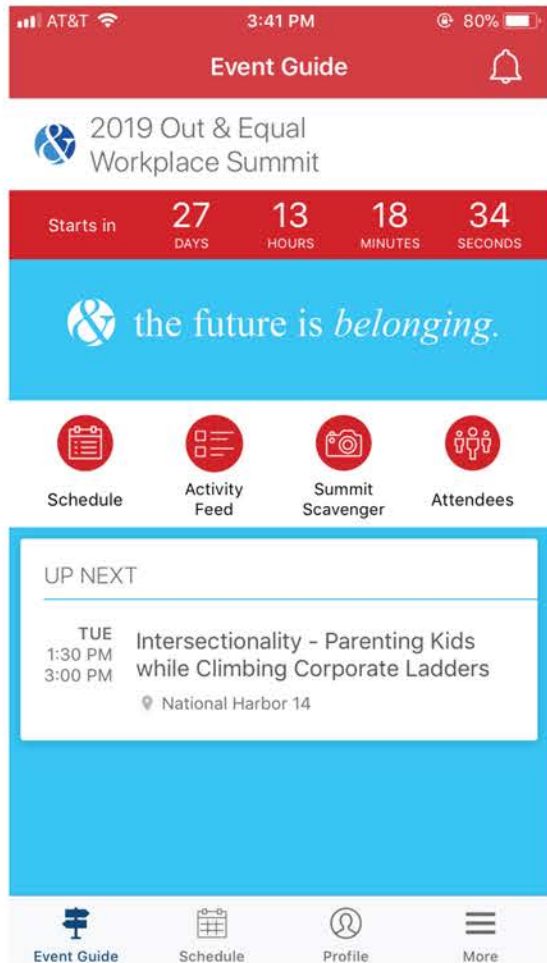 AT&T 3:41 PM 80%
Event Guide
& 2019 Out & Equal
Workplace Summit
Starts in 27 13 18 34
DAYS HOURS MINUTES SECONDS
& the future is belonging.
Schedule Activity Feed Summit Scavenger Attendees
UP NEXT
TUE
1:30 PM
3:00 PM
Intersectionality - Parenting Kids
while Climbing Corporate Ladders
National Harbor 14
Event Guide Schedule Profile More